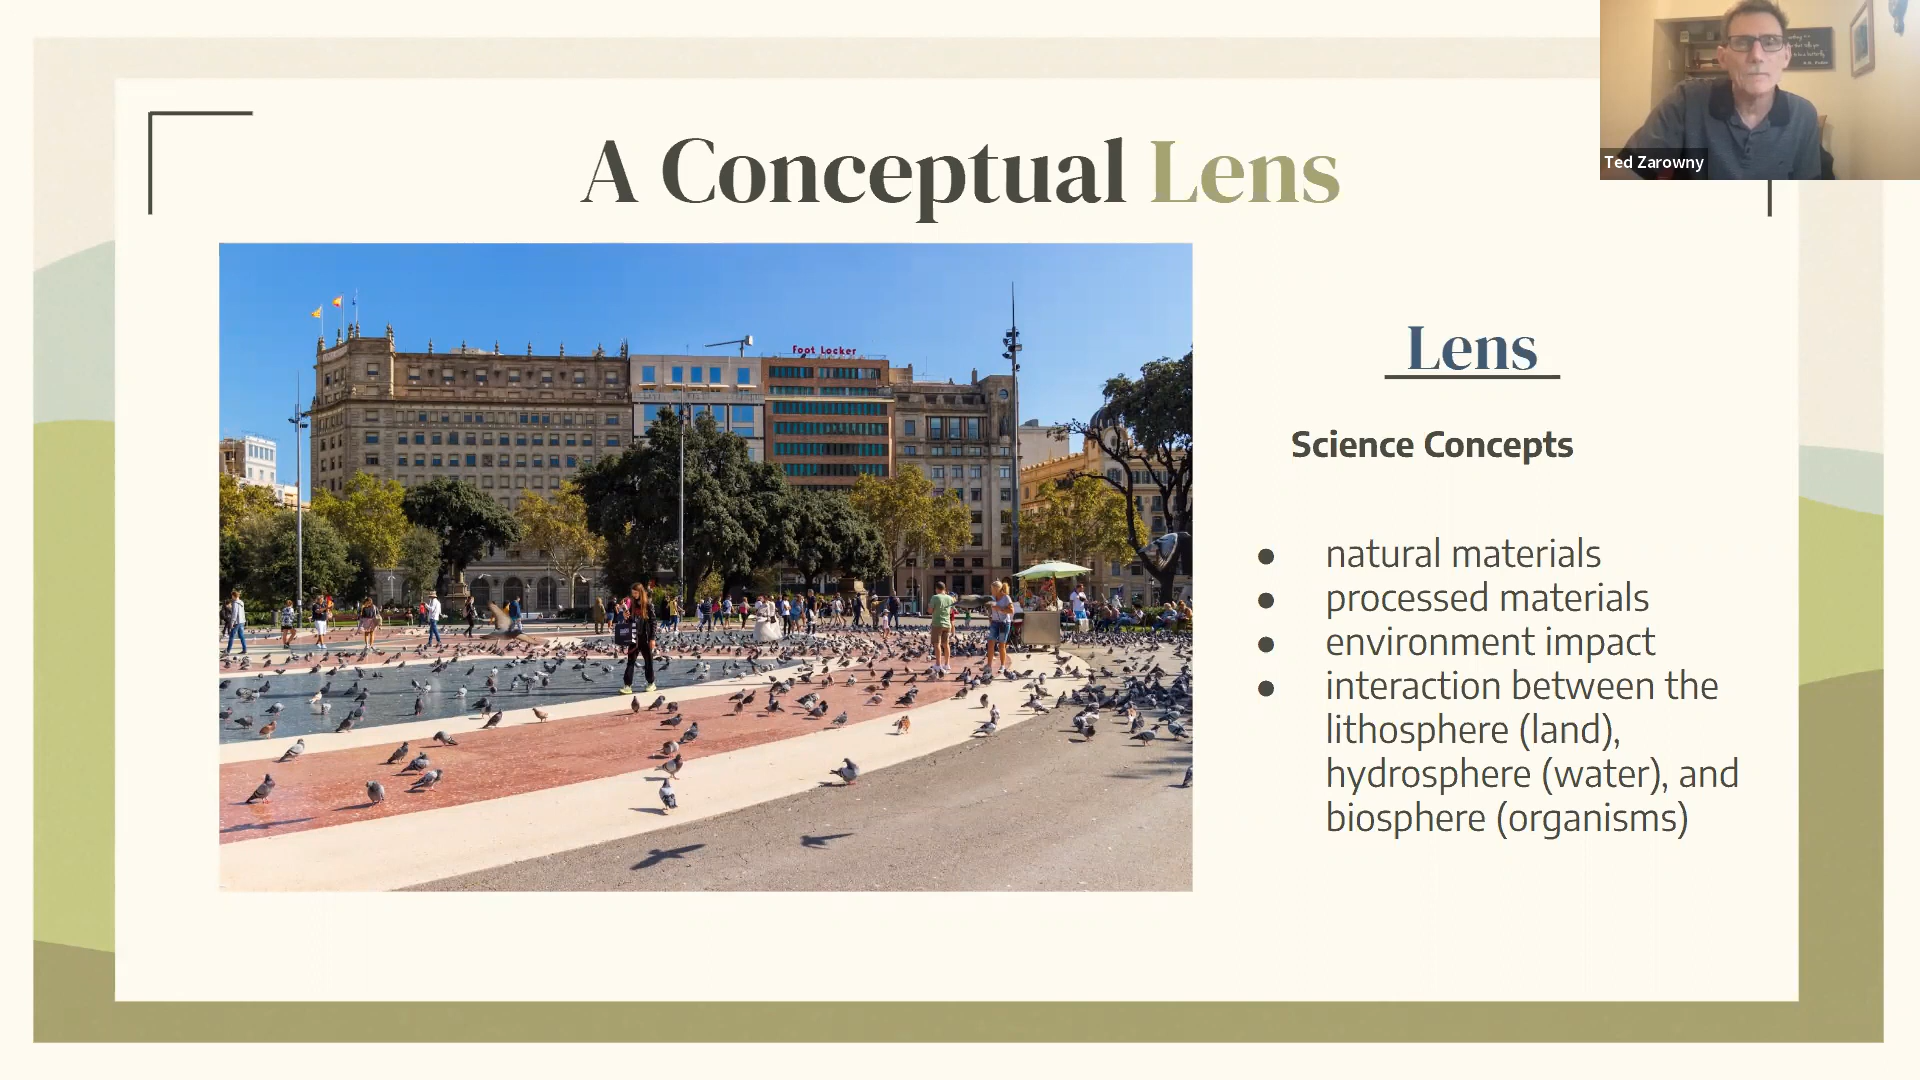 A Conceptual Lens
Ted Zarowny
Foot Locker
Lens
Science Concepts
● natural materials
● processed materials
● environment impact
● interaction between the
lithosphere (land),
hydrosphere (water), and
biosphere (organisms)